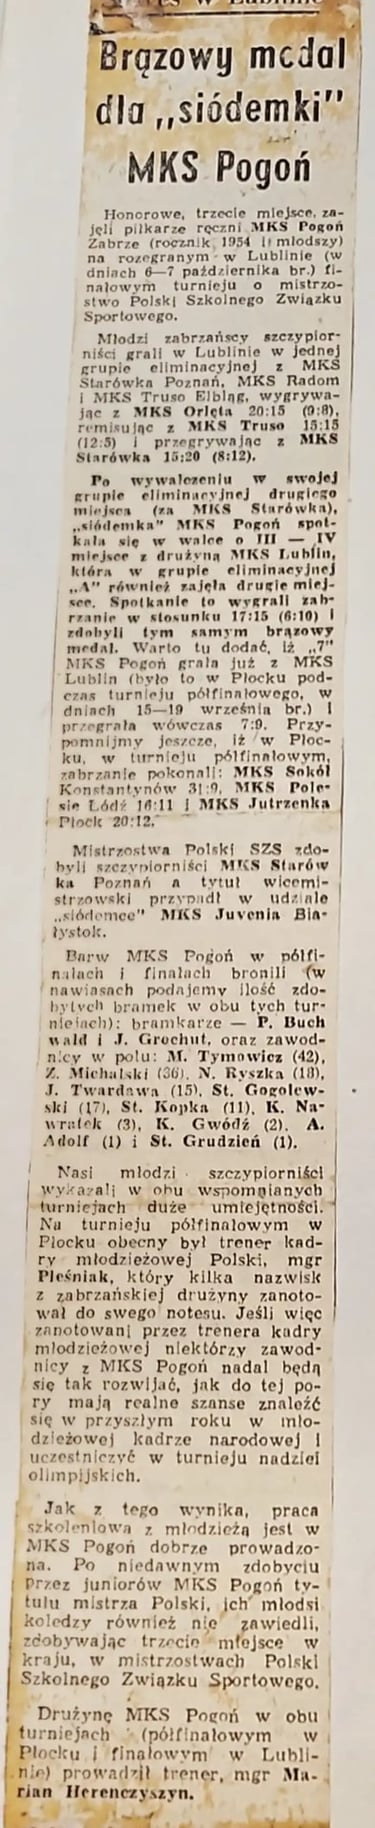 w Lublinie
Brązowy medal
dla „siódemki”
MKS Pogoń
Honorowe, trzecie miejsce, za-
jęli piłkarze ręczni MKS Pogoń
Zabrze (rocznik 1954 i młodszy)
na rozegranym w Lublinie (w
dniach 6—7 października br.) fi-
nałowym turnieju o mistrzo-
stwo Polski Szkolnego Związku
Sportowego.
Młodzi zabrzańscy szczypior-
niści grali w Lublinie w jednej
grupie eliminacyjnej z MKS
Starówka Poznań, MKS Radom
i MKS Truso Elbląg, wygrywa-
jąc z MKS Orlęta 20:15 (9:8),
remisując z MKS Truso 15:15
(12:5) i przegrywając z MKS
Starówka 15:20 (8:12).
Po wywalczeniu w swojej
grupie eliminacyjnej drugiego
miejsca (za MKS Starówka),
„siódemka” MKS Pogoń spot-
kała się w walce o III — IV
miejsce z drużyną MKS Lublin,
która w grupie eliminacyjnej
„A” również zajęła drugie miej-
sce. Spotkanie to wygrali zab-
rzanie w stosunku 17:15 (6:10) i
zdobyli tym samym brązowy
medal. Warto tu dodać, iż „7”
MKS Pogoń grała już z MKS
Lublin (było to w Płocku pod-
czas turnieju półfinałowego, w
dniach 15—19 września br.) i
przegrała wówczas 7:9. Przy-
pomnijmy jeszcze, iż w Płoc-
ku, w turnieju półfinałowym,
zabrzanie pokonali: MKS Sokół
Konstantynów 31:9, MKS Pole-
sie Łódź 16:11 i MKS Jutrzenka
Płock 20:12.
Mistrzostwa Polski SZS zdo-
byli szczypiorniści MKS Starów
ka Poznań a tytuł wicemi-
strzowski przypadł w udziale
„siódemce” MKS Juvenia Bia-
łystok.
Barw MKS Pogoń w półfi-
nałach i finałach bronili (w
nawiasach podajemy ilość zdo-
bytych bramek w obu tych tur-
niejach): bramkarze — P. Buch
wald i J. Grochut, oraz zawod-
nicy w polu: M. Tymowicz (42),
Z. Michalski (36), N. Ryszka (18),
J. Twardawa (15), St. Gogolew-
ski (17), St. Kopka (11), K. Na-
wratek (3), K. Gwódź (2), A.
Adolf (1) i St. Grudzień (1).
Nasi młodzi szczypiorniści
wykazali w obu wspomnianych
turniejach duże umiejętności.
Na turnieju półfinałowym w
Płocku obecny był trener kad-
ry młodzieżowej Polski, mgr
Pleśniak, który kilka nazwisk
z zabrzańskiej drużyny zanoto-
wał do swego notesu. Jeśli więc
zanotowani przez trenera kadry
młodzieżowej niektórzy zawod-
nicy z MKS Pogoń nadal będą
się tak rozwijać, jak do tej po-
ry mają realne szanse znaleźć
się w przyszłym roku w mło-
dzieżowej kadrze narodowej i
uczestniczyć w turnieju nadziei
olimpijskich.
Jak z tego wynika, praca
szkoleniowa z młodzieżą jest w
MKS Pogoń dobrze prowadzo-
na. Po niedawnym zdobyciu
przez juniorów MKS Pogoń ty-
tułu mistrza Polski, ich młodsi
koledzy również nie zawiedli,
zdobywając trzecie miejsce w
kraju, w mistrzostwach Polski
Szkolnego Związku Sportowego.
Drużynę MKS Pogoń w obu
turniejach (półfinałowym w
Płocku i finałowym w Lubli-
nie) prowadził trener, mgr Ma-
rian Herenczyszyn.